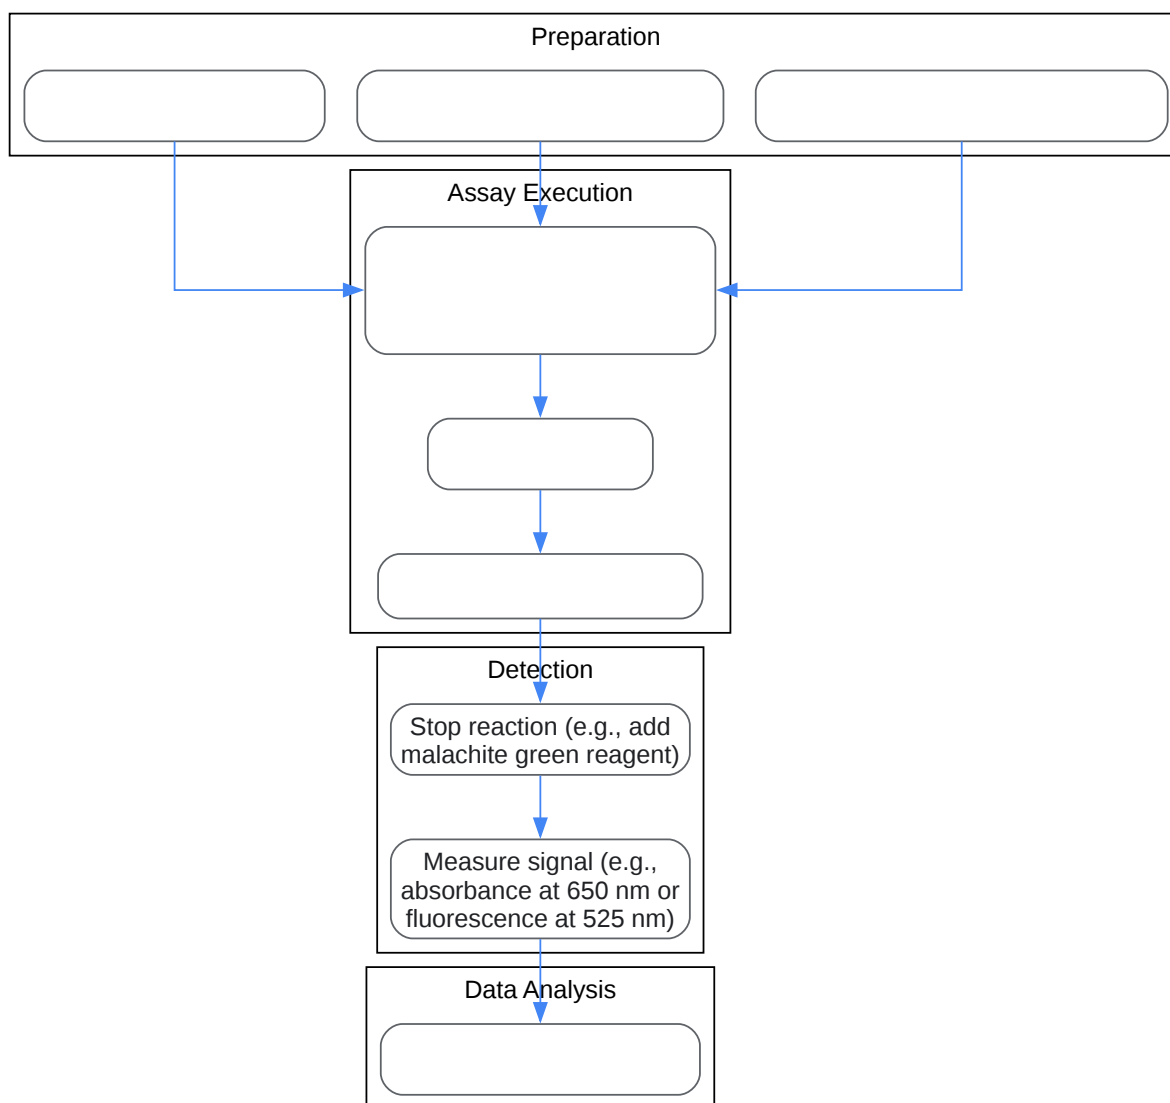 Preparation
Assay Execution
Detection
Stop reaction (e.g., add
malachite green reagent)
Measure signal (e.g.,
absorbance at 650 nm or
fluorescence at 525 nm)
Data Analysis